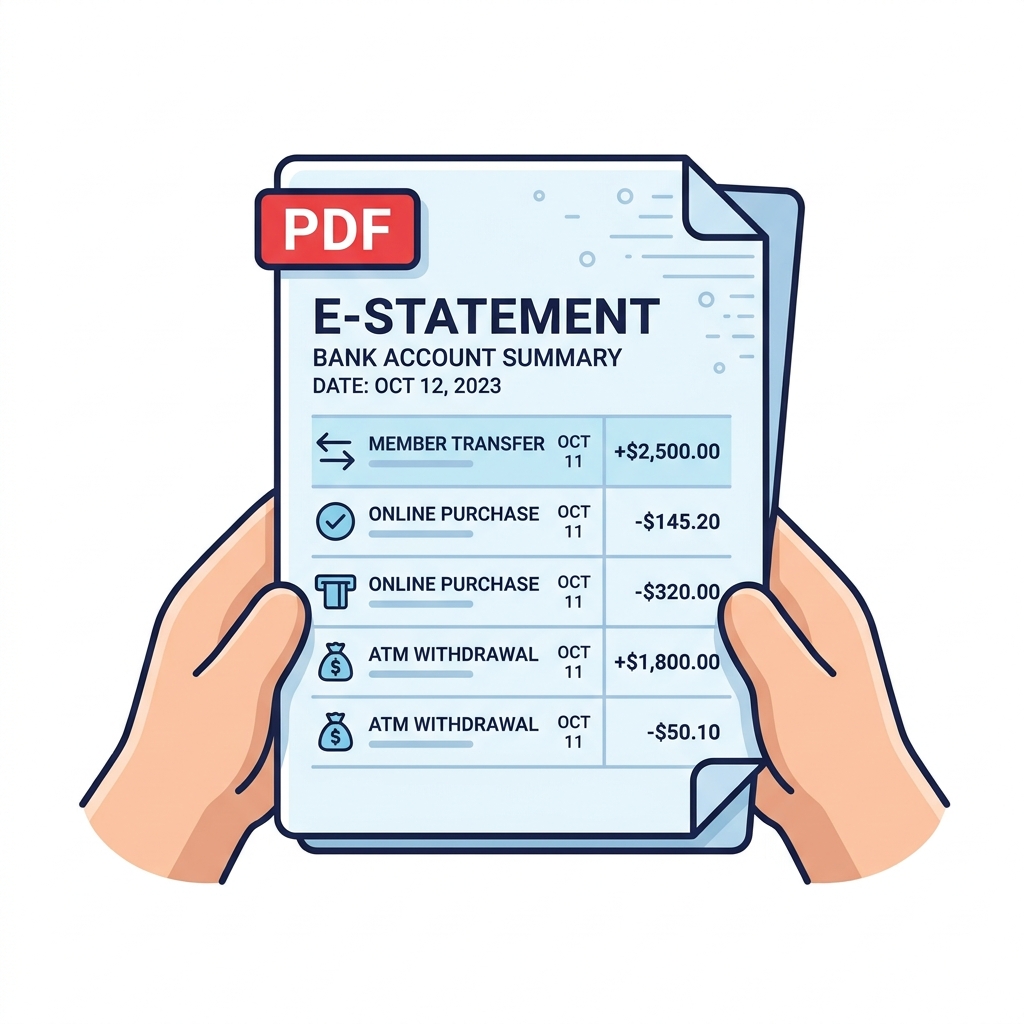 PDF
E-STATEMENT
BANK ACCOUNT SUMMARY
DATE: OCT 12, 2023
MEMBER TRANSFER OCT 11 +$2,500.00
ONLINE PURCHASE OCT 11 -$145.20
ONLINE PURCHASE OCT 11 -$320.00
$ ATM WITHDRAWAL OCT 11 +$1,800.00
$ ATM WITHDRAWAL OCT 11 -$50.10